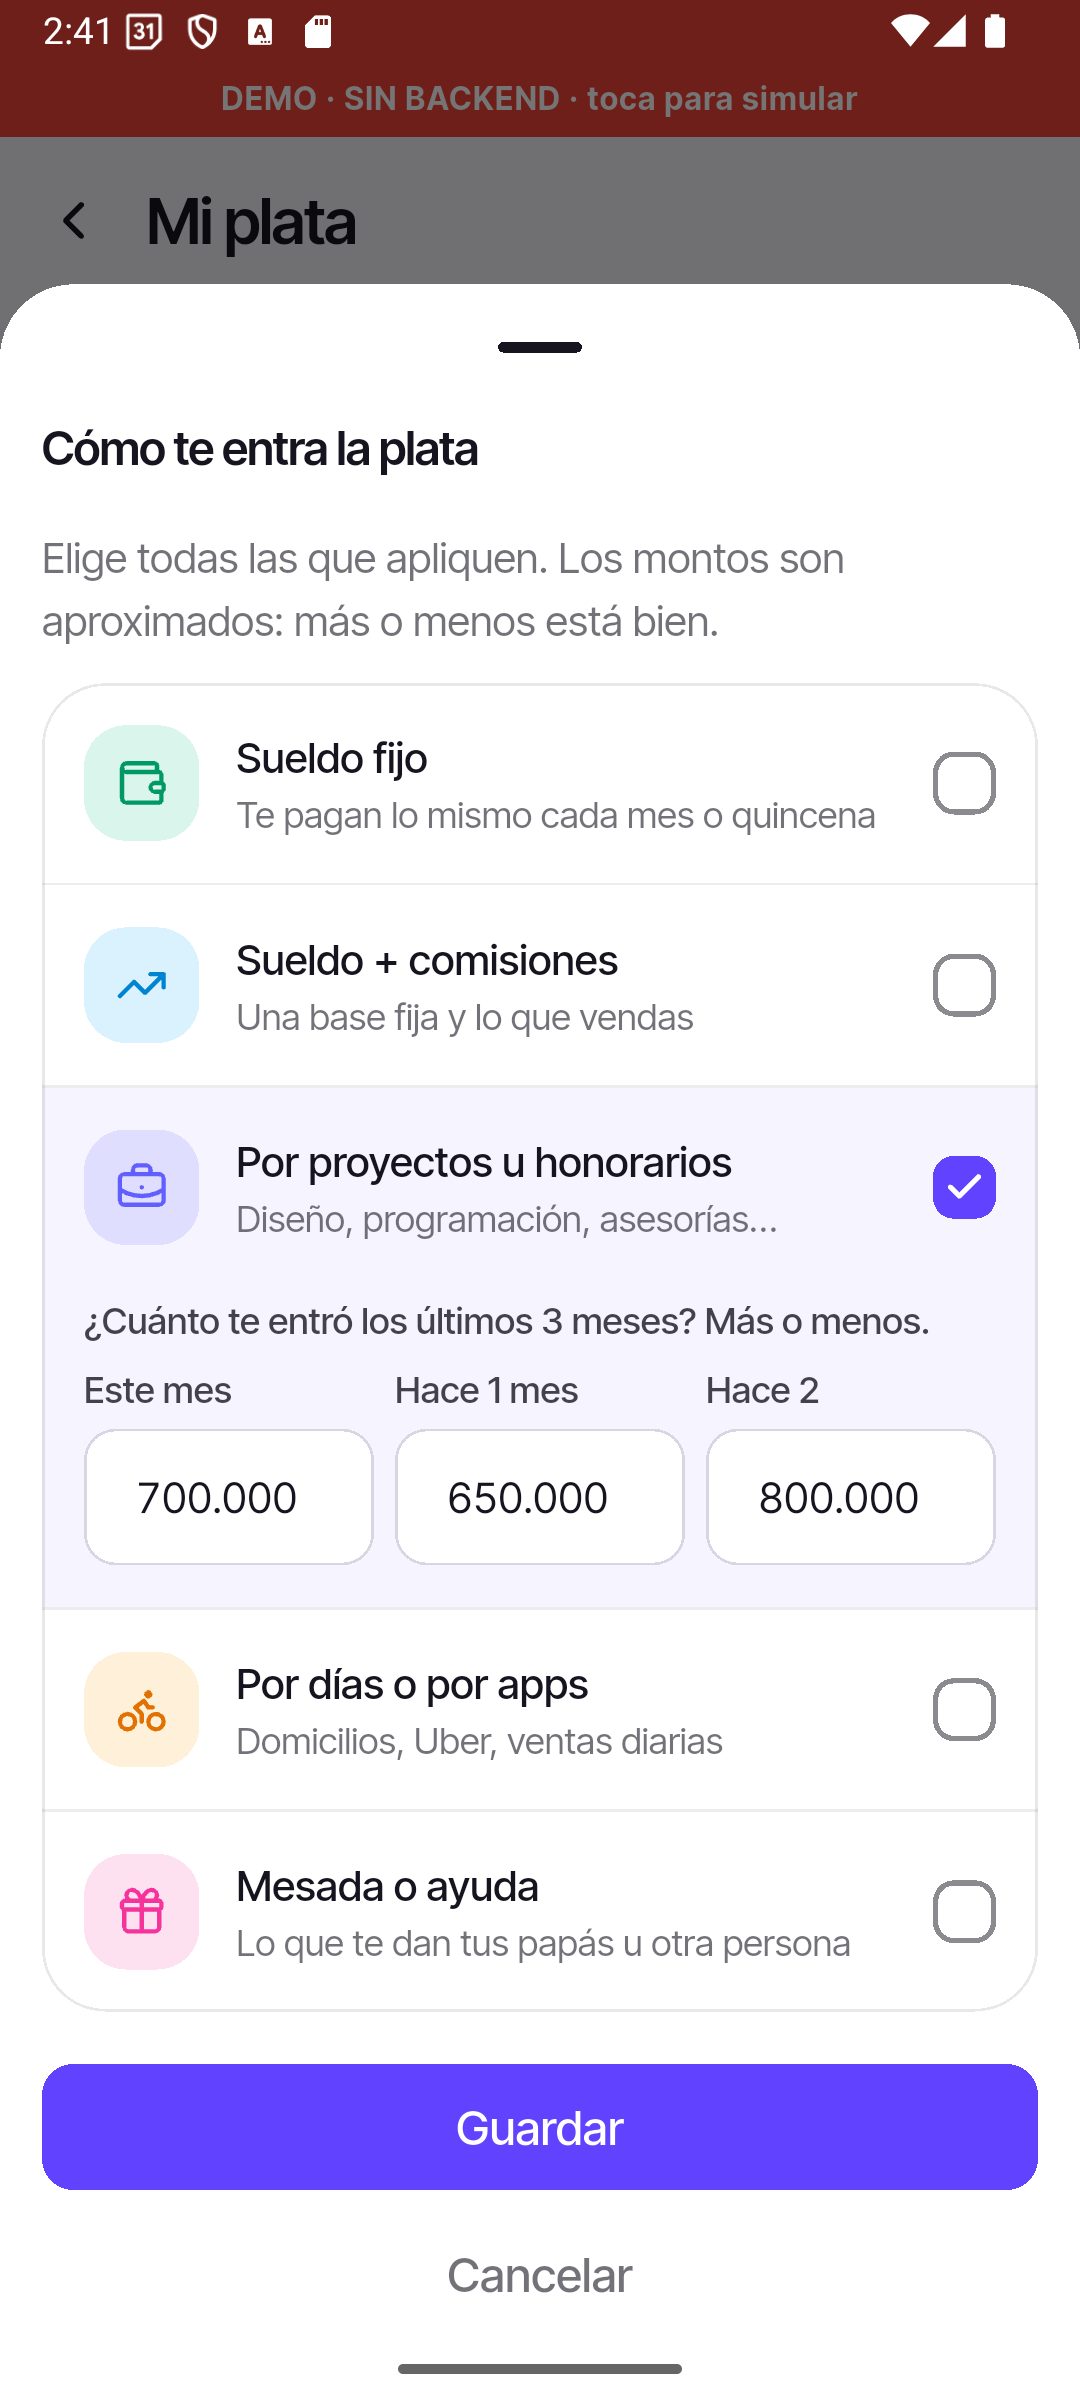 2:41
31
A
DEMO · SIN BACKEND · toca para simular
Mi plata
Cómo te entra la plata
Elige todas las que apliquen. Los montos son
aproximados: más o menos está bien.
Sueldo fijo
Te pagan lo mismo cada mes o quincena
Sueldo + comisiones
Una base fija y lo que vendas
Por proyectos u honorarios
Diseño, programación, asesorías...
¿Cuánto te entró los últimos 3 meses? Más o menos.
Este mes Hace 1 mes Hace 2
700.000 650.000 800.000
Por días o por apps
Domicilios, Uber, ventas diarias
Mesada o ayuda
Lo que te dan tus papás u otra persona
Guardar
Cancelar